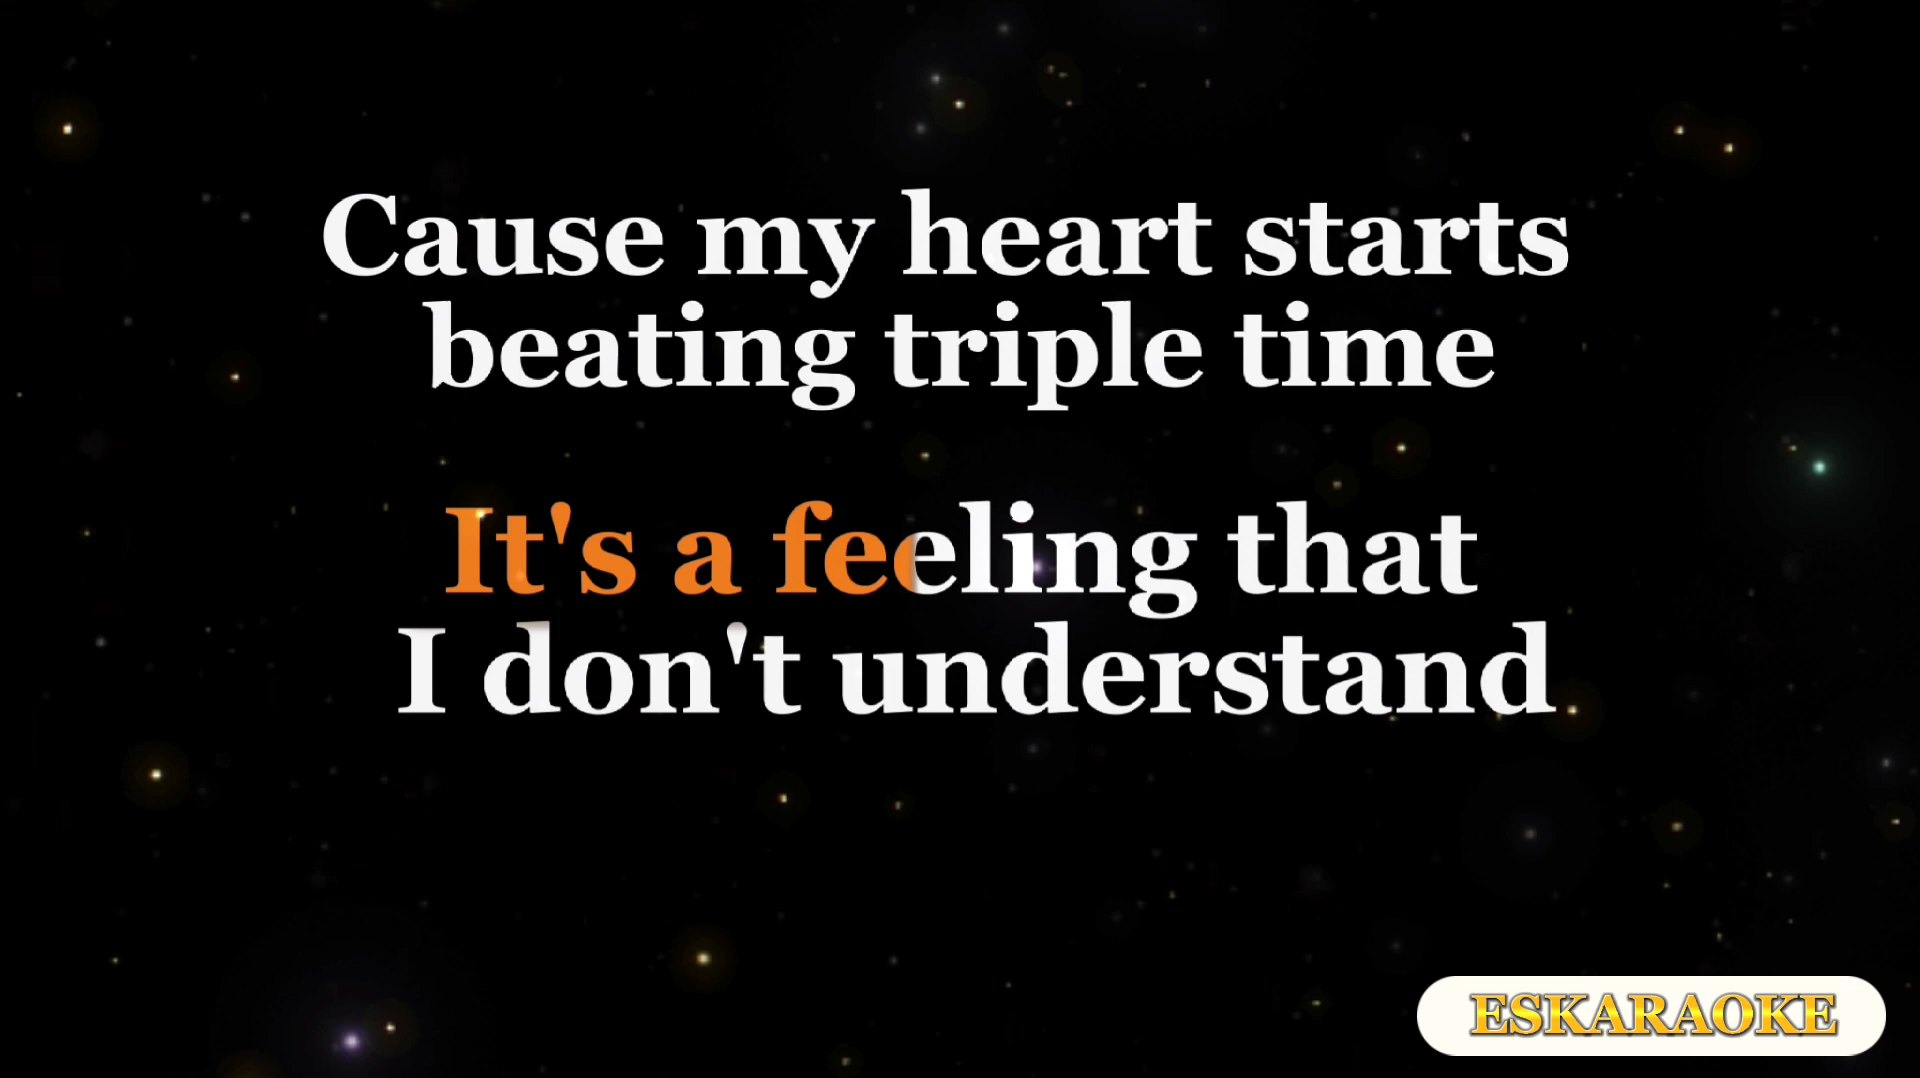 Cause my heart starts
beating triple time
It's a feeling that
I don't understand
ESKARAOKE